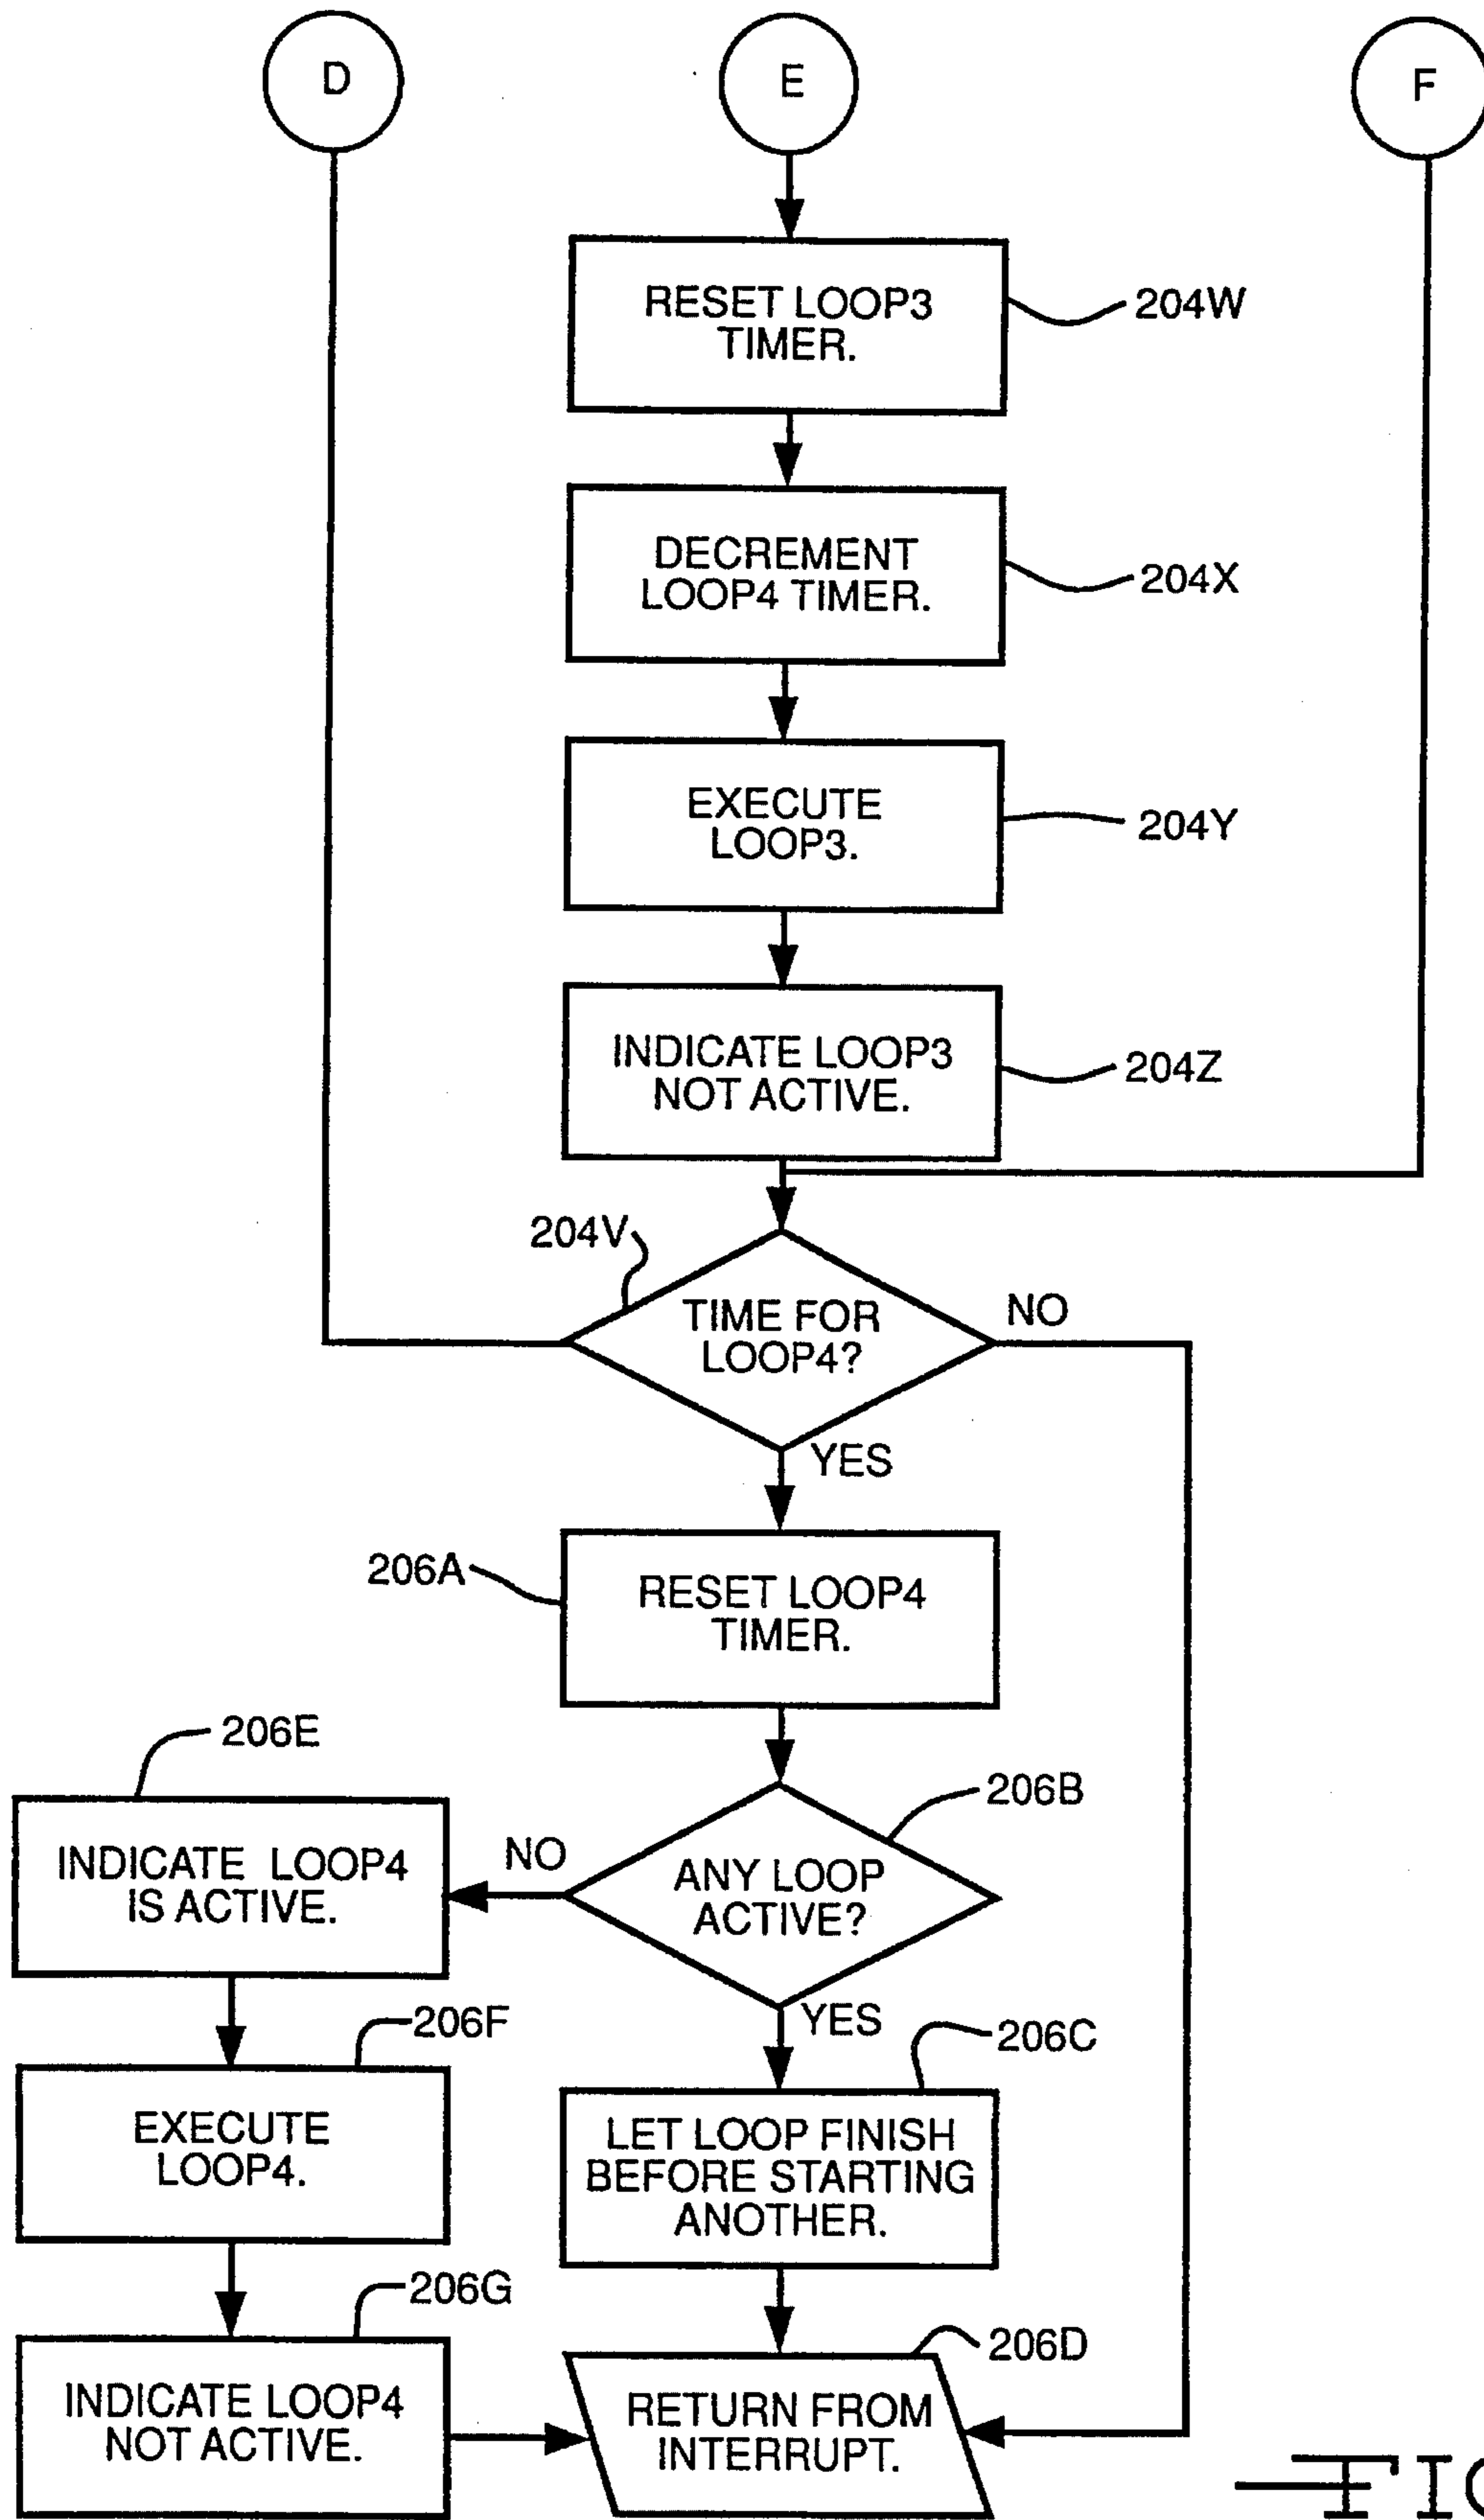 D
E
F
RESET LOOP3
TIMER.
204W
DECREMENT
LOOP4 TIMER.
204X
EXECUTE
LOOP3.
204Y
INDICATE LOOP3
NOT ACTIVE.
204Z
204V
TIME FOR
LOOP4?
NO
YES
206A
RESET LOOP4
TIMER.
206E
206B
INDICATE LOOP4
IS ACTIVE.
NO
ANY LOOP
ACTIVE?
YES
206F
206C
EXECUTE
LOOP4.
LET LOOP FINISH
BEFORE STARTING
ANOTHER.
206G
206D
INDICATE LOOP4
NOT ACTIVE.
RETURN FROM
INTERRUPT.